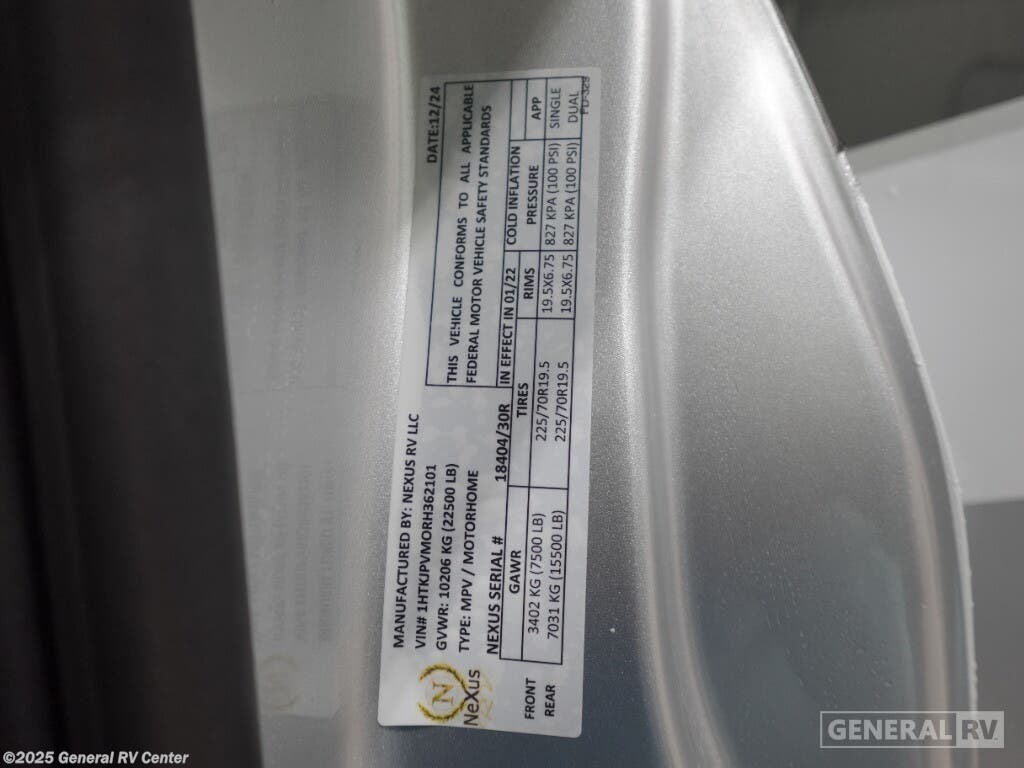 DATE:12/24
MANUFACTURED BY: NEXUS RV LLC
VIN# 1HTKJPVMORH362101
GVWR: 10206 KG (22500 LB)
TYPE: MPV / MOTORHOME
THIS VEHICLE CONFORMS TO ALL APPLICABLE
FEDERAL MOTOR VEHICLE SAFETY STANDARDS
NEXUS SERIAL # 18404/30R IN EFFECT IN 01/22
GAWR TIRES RIMS COLD INFLATION PRESSURE APP
FRONT 3402 KG (7500 LB) 225/70R19.5 19.5X6.75 827 KPA (100 PSI) SINGLE
REAR 7031 KG (15500 LB) 225/70R19.5 19.5X6.75 827 KPA (100 PSI) DUAL
FD-329
N
NeXus
GENERAL RV
©2025 General RV Center